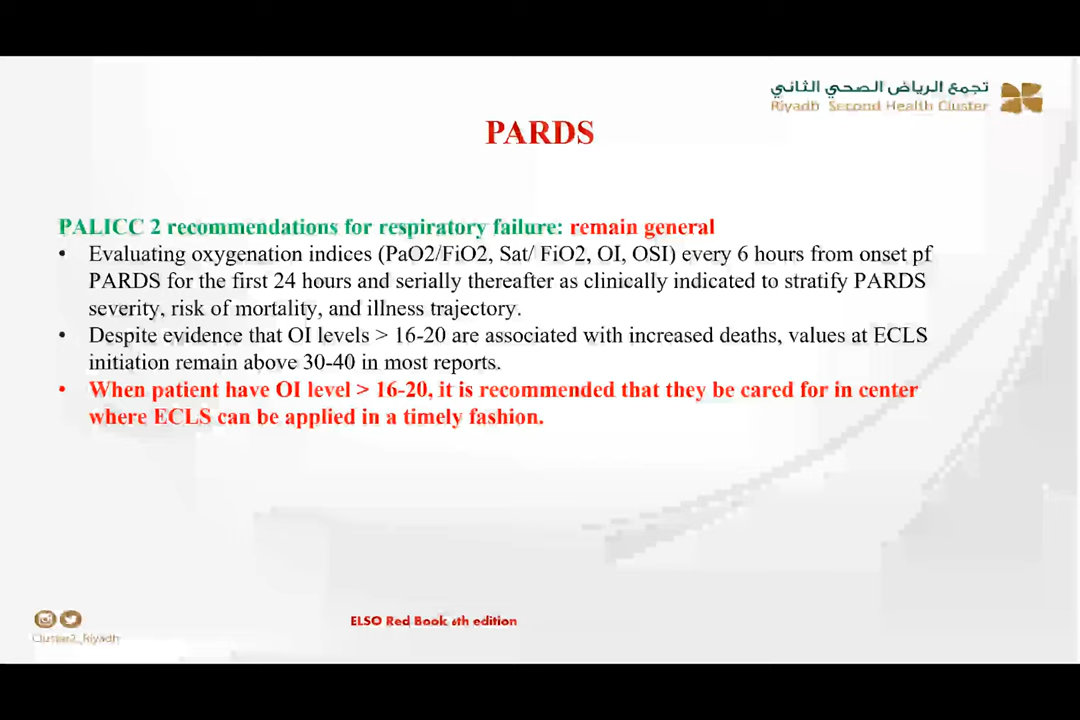 تجمع الرياض الصحي الثاني
Riyadh Second Health Cluster
PARDS
PALICC 2 recommendations for respiratory failure: remain general
• Evaluating oxygenation indices (PaO2/FiO2, Sat/ FiO2, OI, OSI) every 6 hours from onset pf
PARDS for the first 24 hours and serially thereafter as clinically indicated to stratify PARDS
severity, risk of mortality, and illness trajectory.
• Despite evidence that OI levels > 16-20 are associated with increased deaths, values at ECLS
initiation remain above 30-40 in most reports.
• When patient have OI level > 16-20, it is recommended that they be cared for in center
where ECLS can be applied in a timely fashion.
ELSO Red Book 6th edition
Cluster2_Riyadh